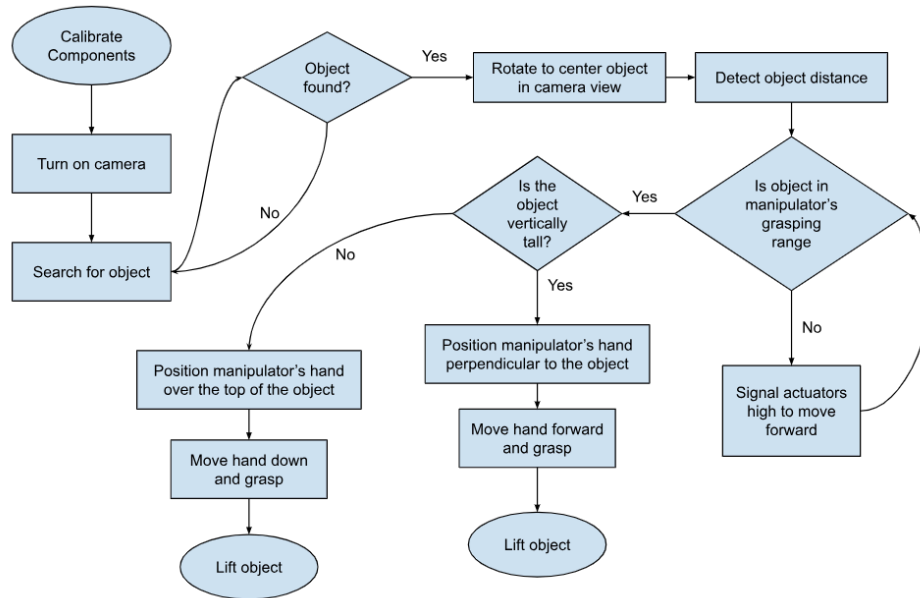 Calibrate
Components
Turn on camera
Search for object
Object
found?
Yes
No
Rotate to center object
in camera view
Detect object distance
Is object in
manipulator's
grasping
range
Yes
No
Signal actuators
high to move
forward
Is the
object
vertically
tall?
No
Yes
Position manipulator's hand
over the top of the object
Move hand down
and grasp
Lift object
Position manipulator's hand
perpendicular to the object
Move hand forward
and grasp
Lift object